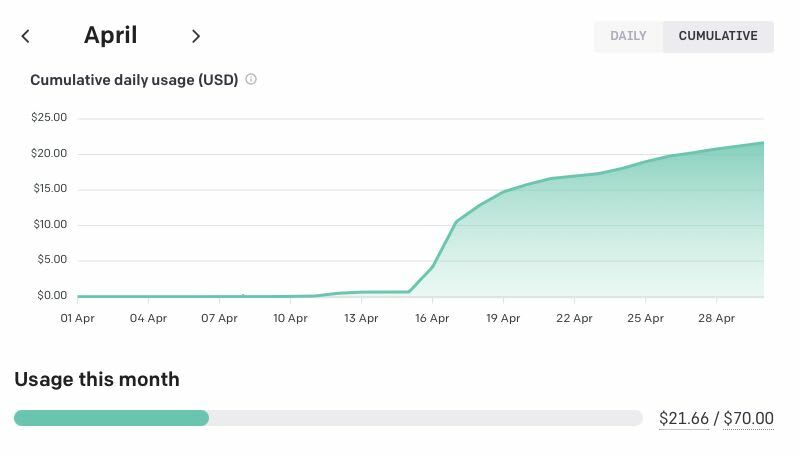 April
DAILY CUMULATIVE
Cumulative daily usage (USD)
$25.00
$20.00
$15.00
$10.00
$5.00
$0.00
01 Apr 04 Apr 07 Apr 10 Apr 13 Apr 16 Apr 19 Apr 22 Apr 25 Apr 28 Apr
Usage this month
$21.66 / $70.00